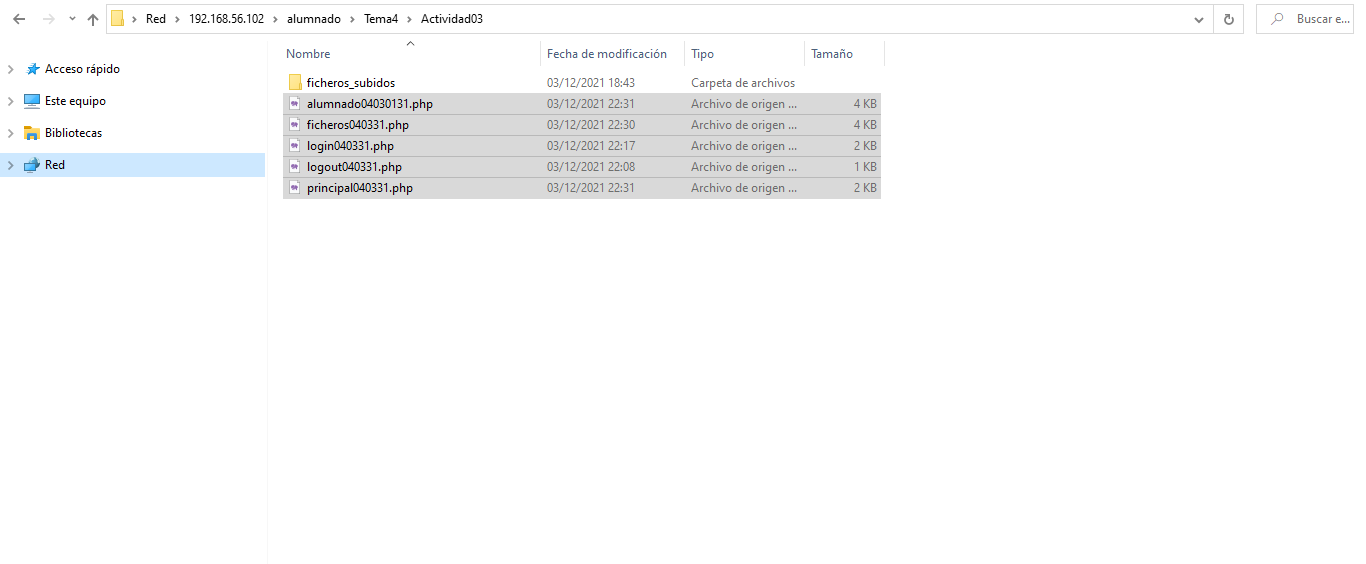 Red > 192.168.56.102 > alumnado > Tema4 > Actividad03 Buscar e...
Nombre Fecha de modificación Tipo Tamaño
Acceso rápido
Este equipo
Bibliotecas
Red
ficheros_subidos 03/12/2021 18:43 Carpeta de archivos
alumnado04030131.php 03/12/2021 22:31 Archivo de origen ... 4 KB
ficheros040331.php 03/12/2021 22:30 Archivo de origen ... 4 KB
login040331.php 03/12/2021 22:17 Archivo de origen ... 2 KB
logout040331.php 03/12/2021 22:08 Archivo de origen ... 1 KB
principal040331.php 03/12/2021 22:31 Archivo de origen ... 2 KB